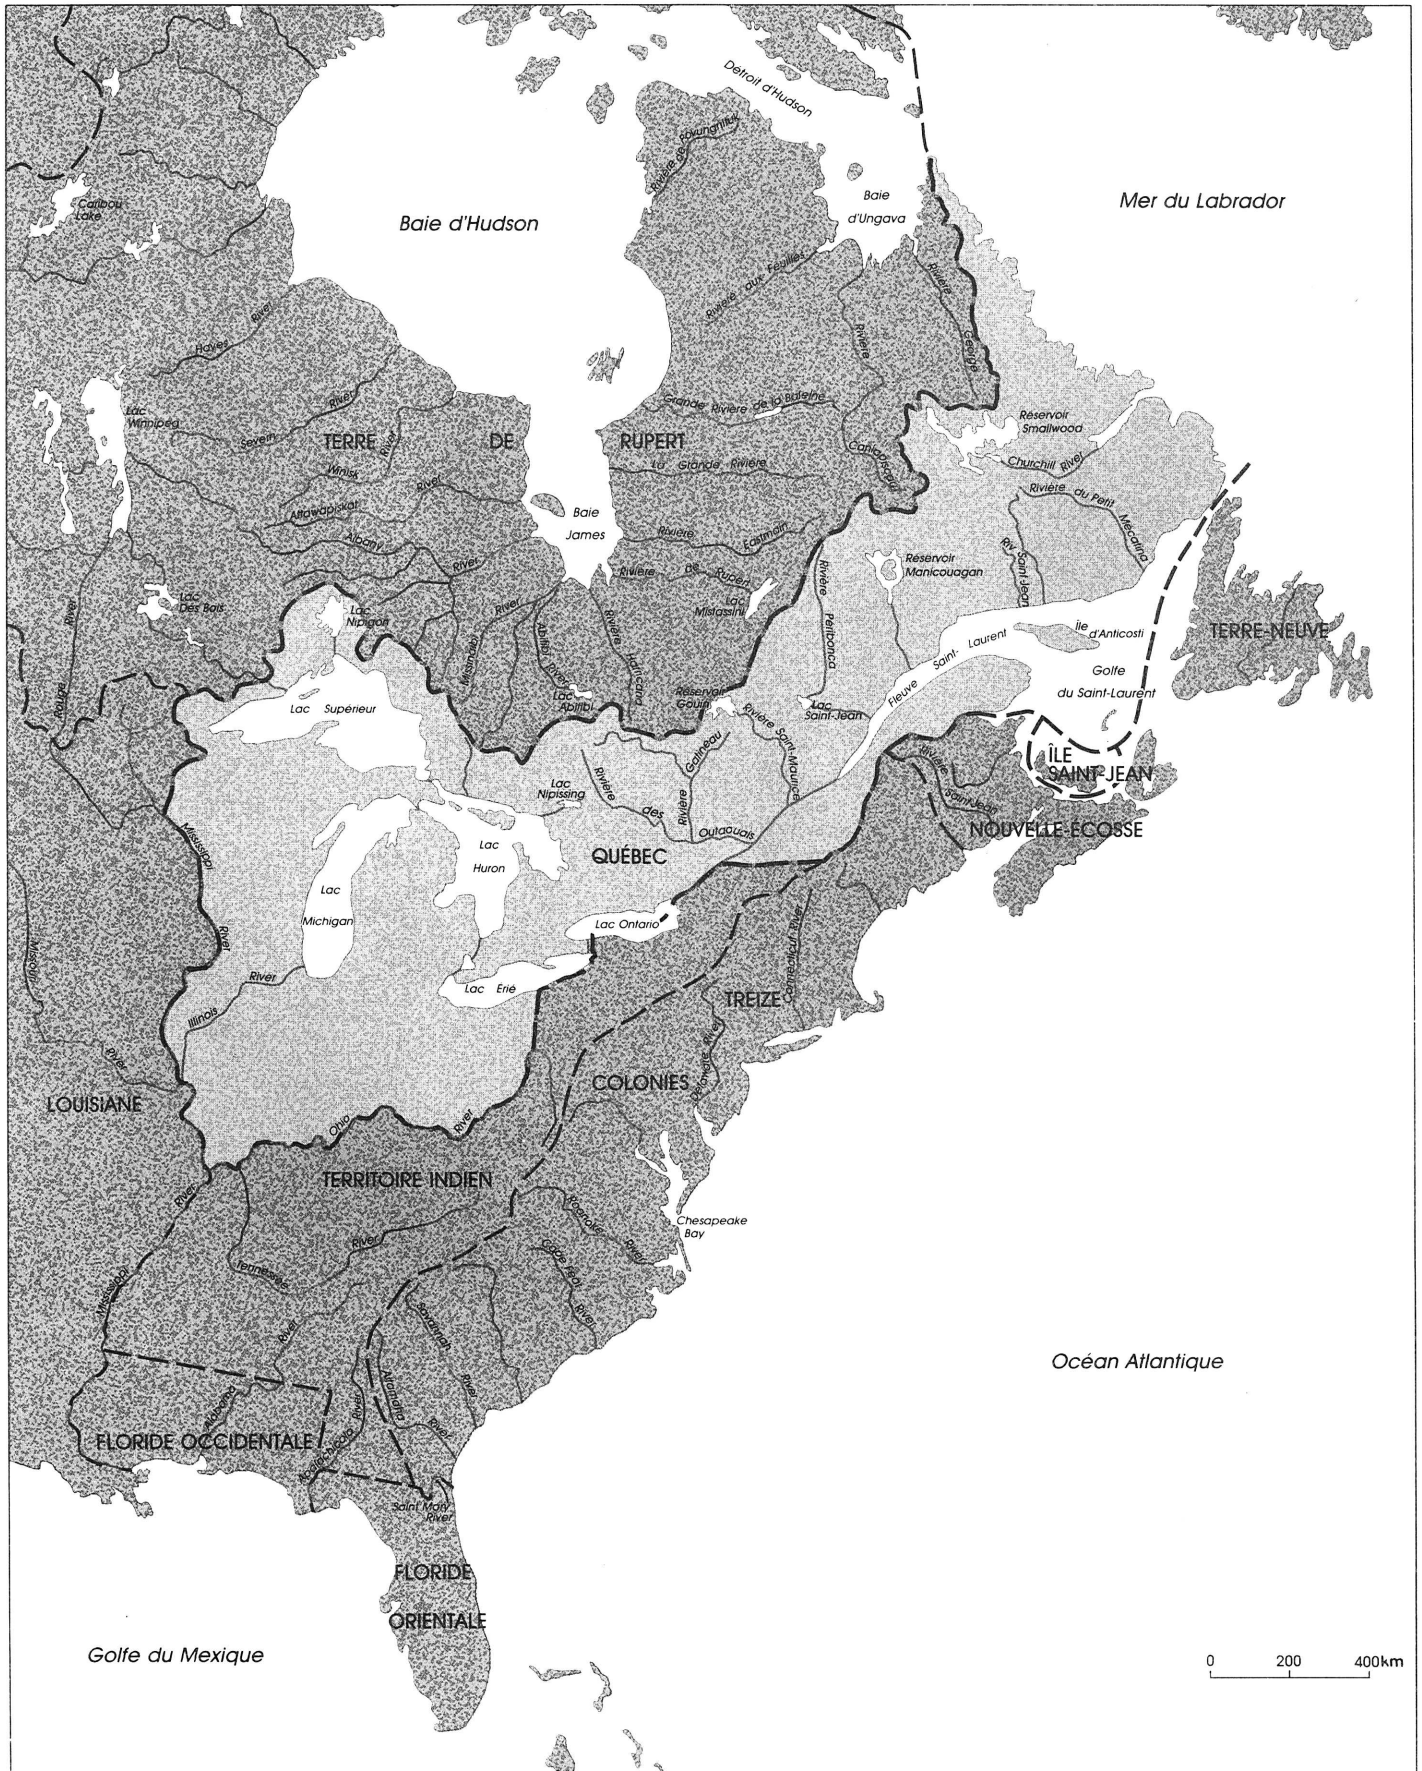 Détroit d'Hudson
Rivière de Povungnituk
Mer du Labrador
Baie
d'Ungava
Caribou
Lake
Baie d'Hudson
Rivière aux Feuilles
Rivière
George
Rivière
Caniapiscau
Hayes River
Grande Rivière de la Baleine
Lac
Winnipeg
Severn River
TERRE DE RUPERT
Réservoir
Smallwood
La Grande Rivière
Churchill River
Winisk River
Rivière du Petit Mécatina
Attawapiskat River
Baie
James
Rivière Eastmain
Albany River
Réservoir
Manicouagan
Riv. Saint-Jean
Rivière de Rupert
Lac
Mistassini
Rivière Péribonca
Lac
Des Bois
Lac
Nipigon
Rouge River
Missinaibi River
Abitibi River
Rivière Harricana
Île
d'Anticosti
TERRE-NEUVE
Fleuve Saint-Laurent
Golfe
du Saint-Laurent
Lac
Abitibi
Réservoir
Gouin
Lac
Saint-Jean
Lac Supérieur
Rivière Saint-Maurice
Rivière Gatineau
ÎLE
SAINT-JEAN
Rivière Saint-Jean
Lac
Nipissing
Rivière des Outaouais
NOUVELLE-ÉCOSSE
Mississippi River
Lac
Huron
QUÉBEC
Lac
Michigan
Lac Ontario
Connecticut River
Missouri River
Illinois River
Lac Érié
TREIZE
COLONIES
Delaware River
LOUISIANE
Ohio River
TERRITOIRE INDIEN
Mississippi River
Chesapeake
Bay
Roanoke River
Tennessee River
Cape Fear River
Savannah River
Alabama River
Océan Atlantique
Altamaha River
Apalachicola River
FLORIDE OCCIDENTALE
Saint Mary
River
FLORIDE
ORIENTALE
Golfe du Mexique
0 200 400km